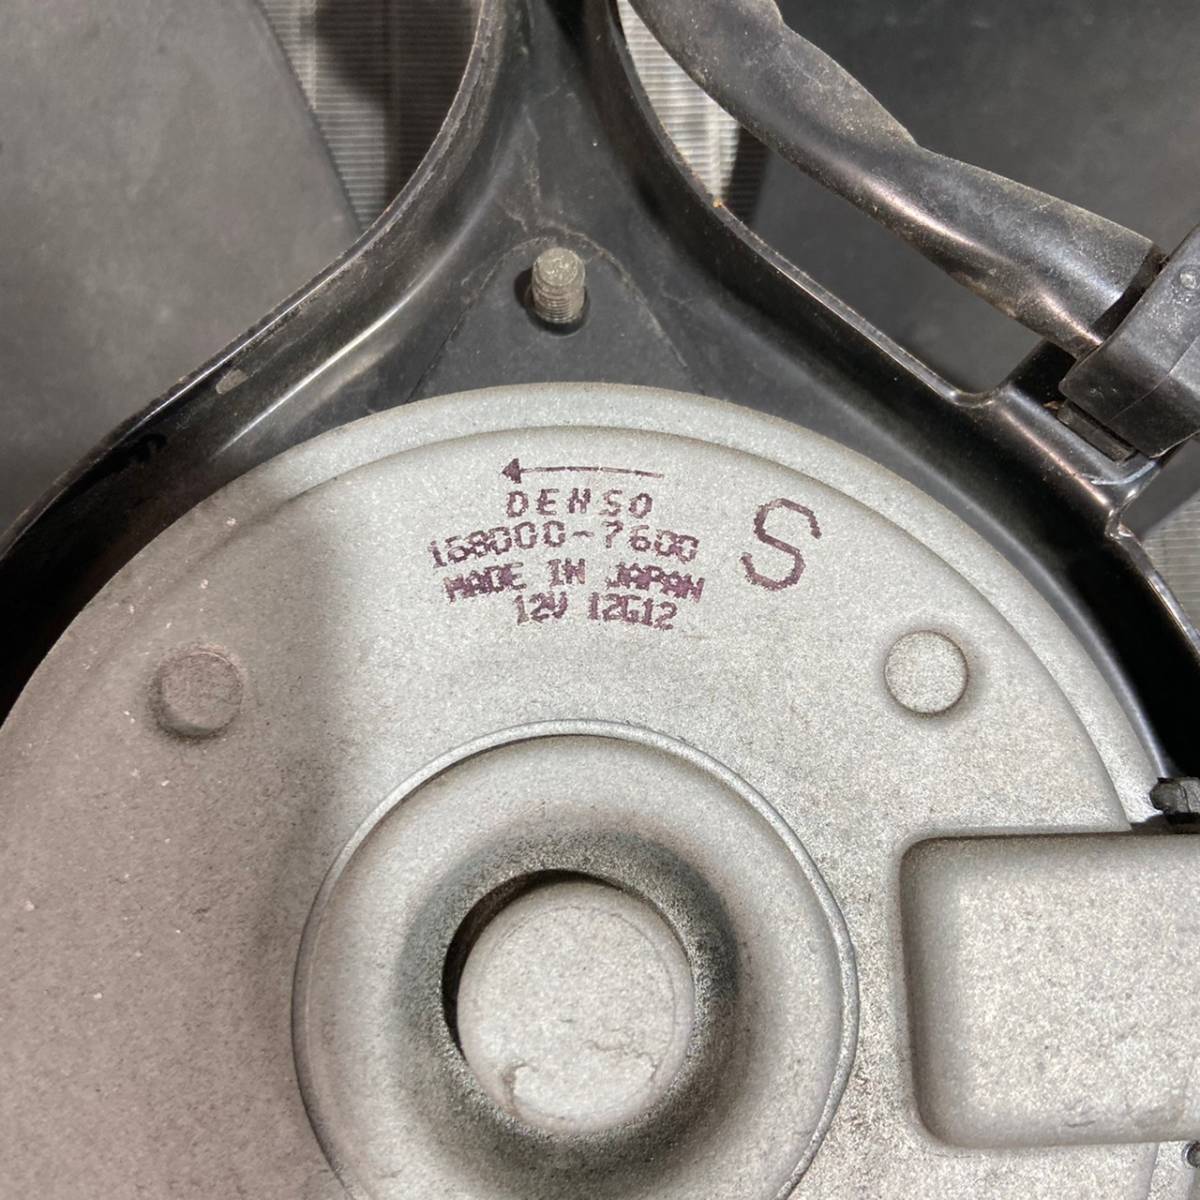 DENSO
168000-7600
S
MADE IN JAPAN
12V 12G12